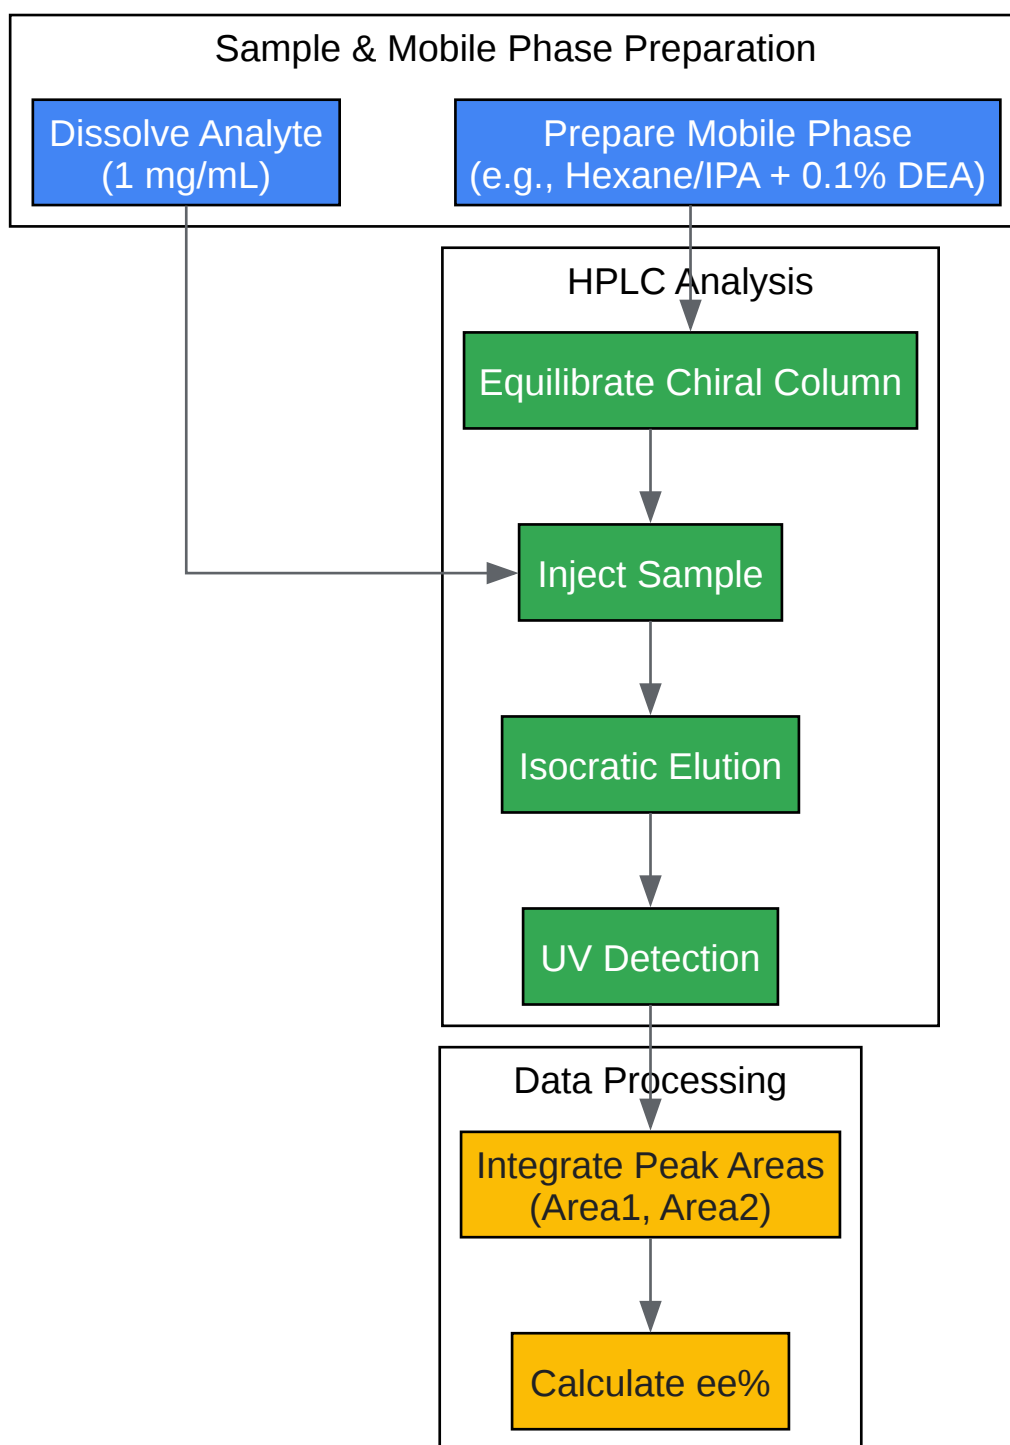 Sample & Mobile Phase Preparation
Dissolve Analyte
(1 mg/mL)
Prepare Mobile Phase
(e.g., Hexane/IPA + 0.1% DEA)
HPLC Analysis
Equilibrate Chiral Column
Inject Sample
Isocratic Elution
UV Detection
Data Processing
Integrate Peak Areas
(Area1, Area2)
Calculate ee%